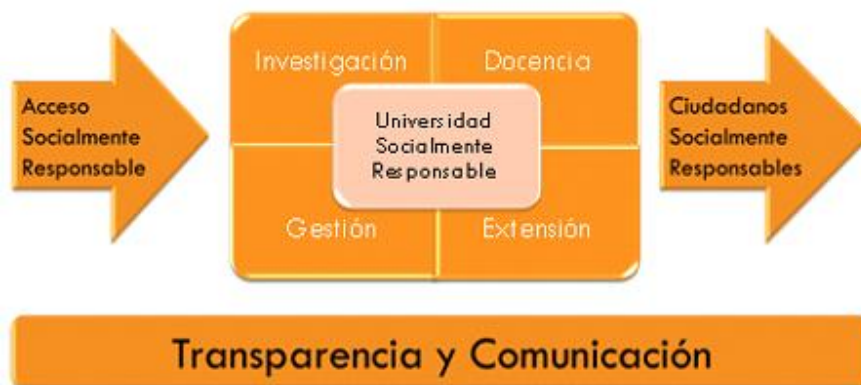 Acceso
Socialmente
Responsable
Investigación
Docencia
Universidad
Socialmente
Responsable
Gestión
Extensión
Ciudadanos
Socialmente
Responsables
Transparencia y Comunicación